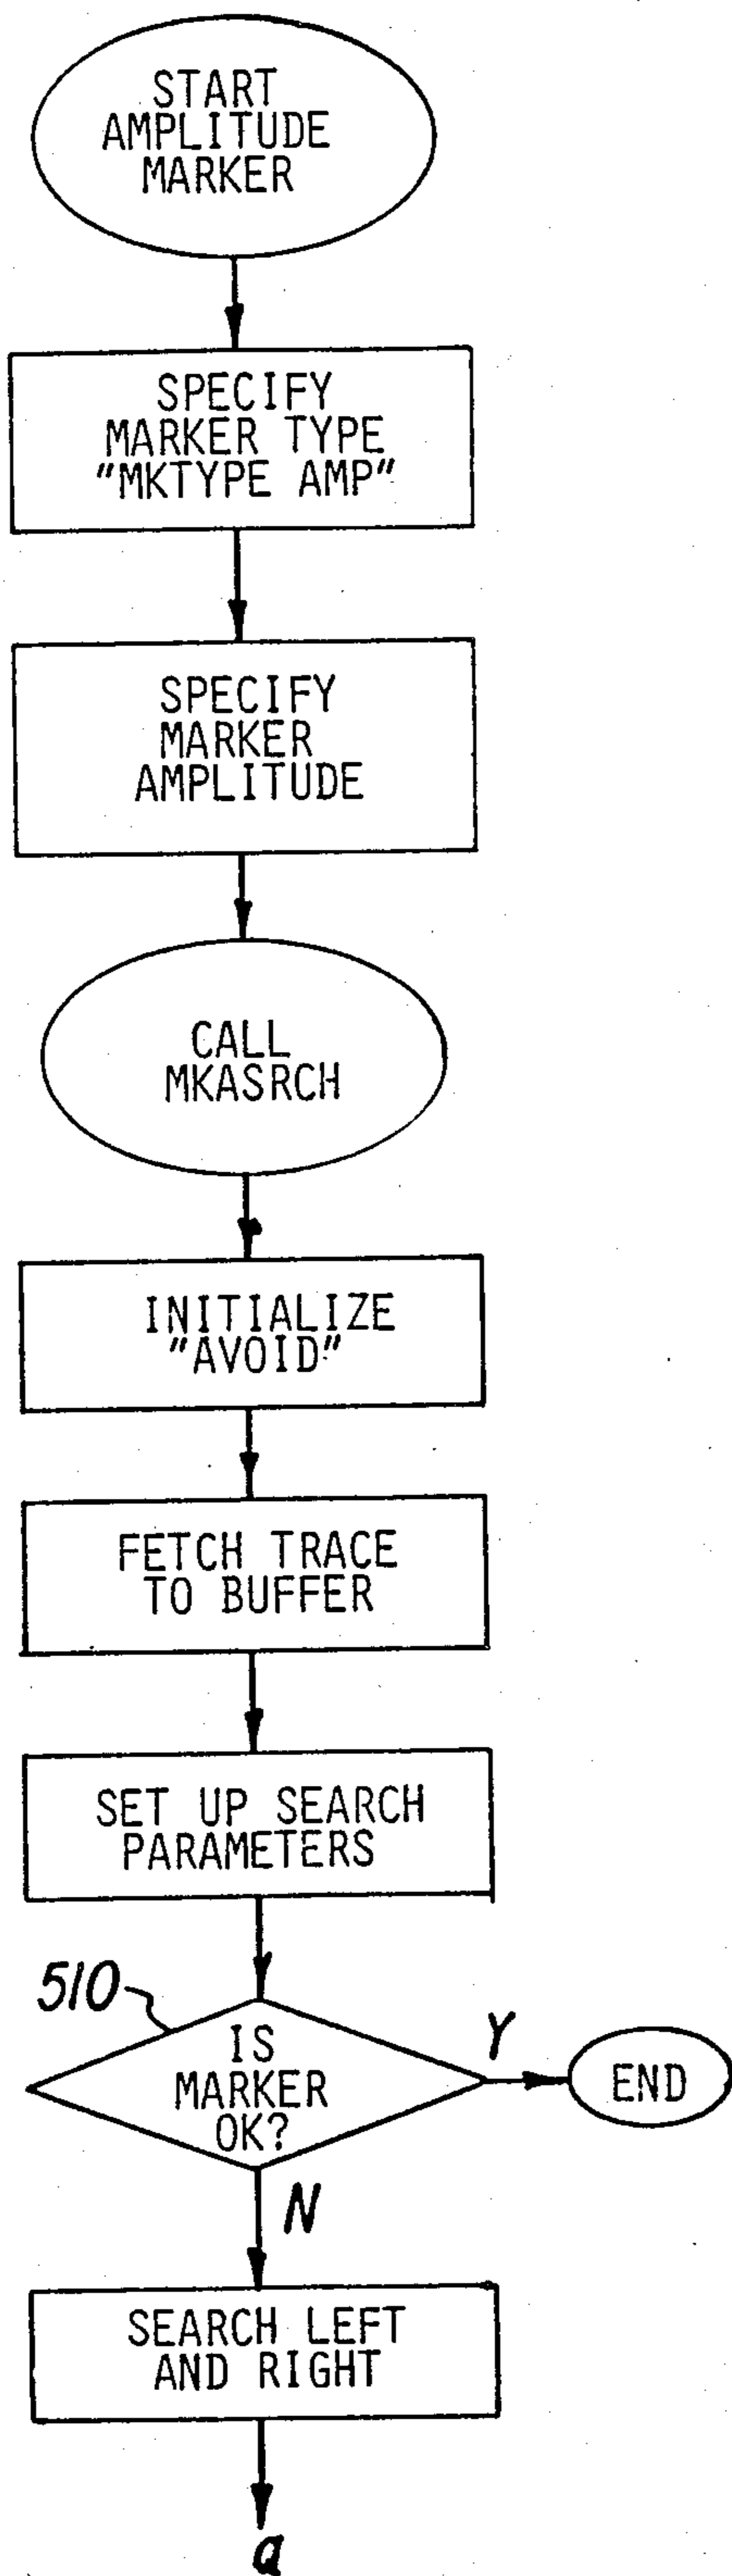 START
AMPLITUDE
MARKER
SPECIFY
MARKER TYPE
"MKTYPE AMP"
SPECIFY
MARKER
AMPLITUDE
CALL
MKASRCH
INITIALIZE
"AVOID"
FETCH TRACE
TO BUFFER
SET UP SEARCH
PARAMETERS
510
IS
MARKER
OK?
Y
END
N
SEARCH LEFT
AND RIGHT
a